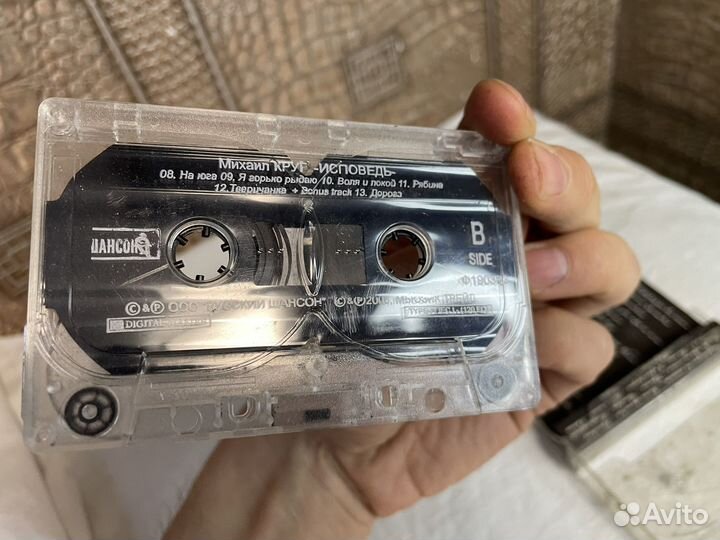 Михаил КРУГ -ИСПОВЕДЬ-
08. На юга 09. Я горько рыдаю 10. Воля и покой 11. Рябина
12. Тверичанка + Bonus track 13. Дорога
ШАНСОН
B
SIDE
©&℗ ООО "РУССКИЙ ШАНСОН" ©&℗
DIGITAL
Avito